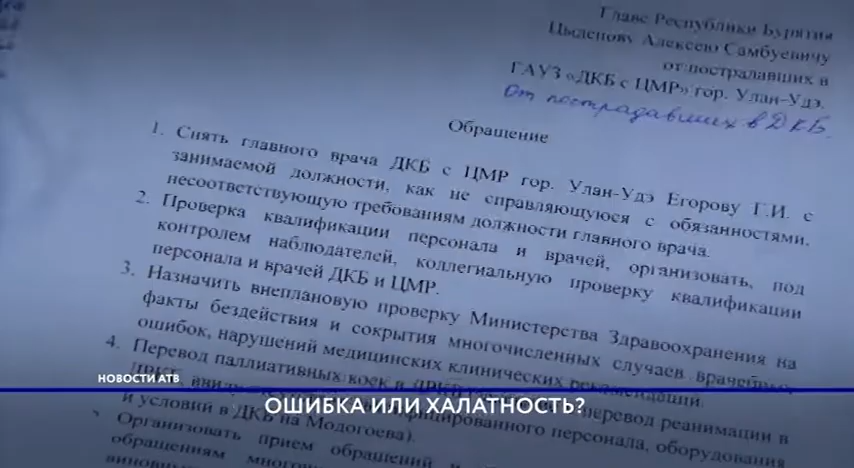 Главе Республики Бурятия
Цыденову Алексею Самбуевичу
от постралавших в
ГАУЗ «ДКБ с ЦМР» гор. Улан-Удэ.
От пострадавших в ДКБ.
Обращение
1. Снять главного врача ДКБ с ЦМР гор. Улан-Удэ Егорову Г.И. с
занимаемой должности, как не справляющуюся с обязанностями,
несоответствующую требованиям должности главного врача.
2. Проверка квалификации персонала и врачей, организовать, под
контролем наблюдателей, коллегиальную проверку квалификации
персонала и врачей ДКБ и ЦМР.
3. Назначить внеплановую проверку Министерства Здравоохранения на
факты бездействия и сокрытия многочисленных случаев врачебных
ошибок, нарушений медицинских клинических рекомендаций.
4. Перевод паллиативных коек в перевод реанимации в
персонала, оборудования
и условий в ДКБ на Модогоева).
Организовать прием обращений и
обращениям
НОВОСТИ АТВ
ОШИБКА ИЛИ ХАЛАТНОСТЬ?